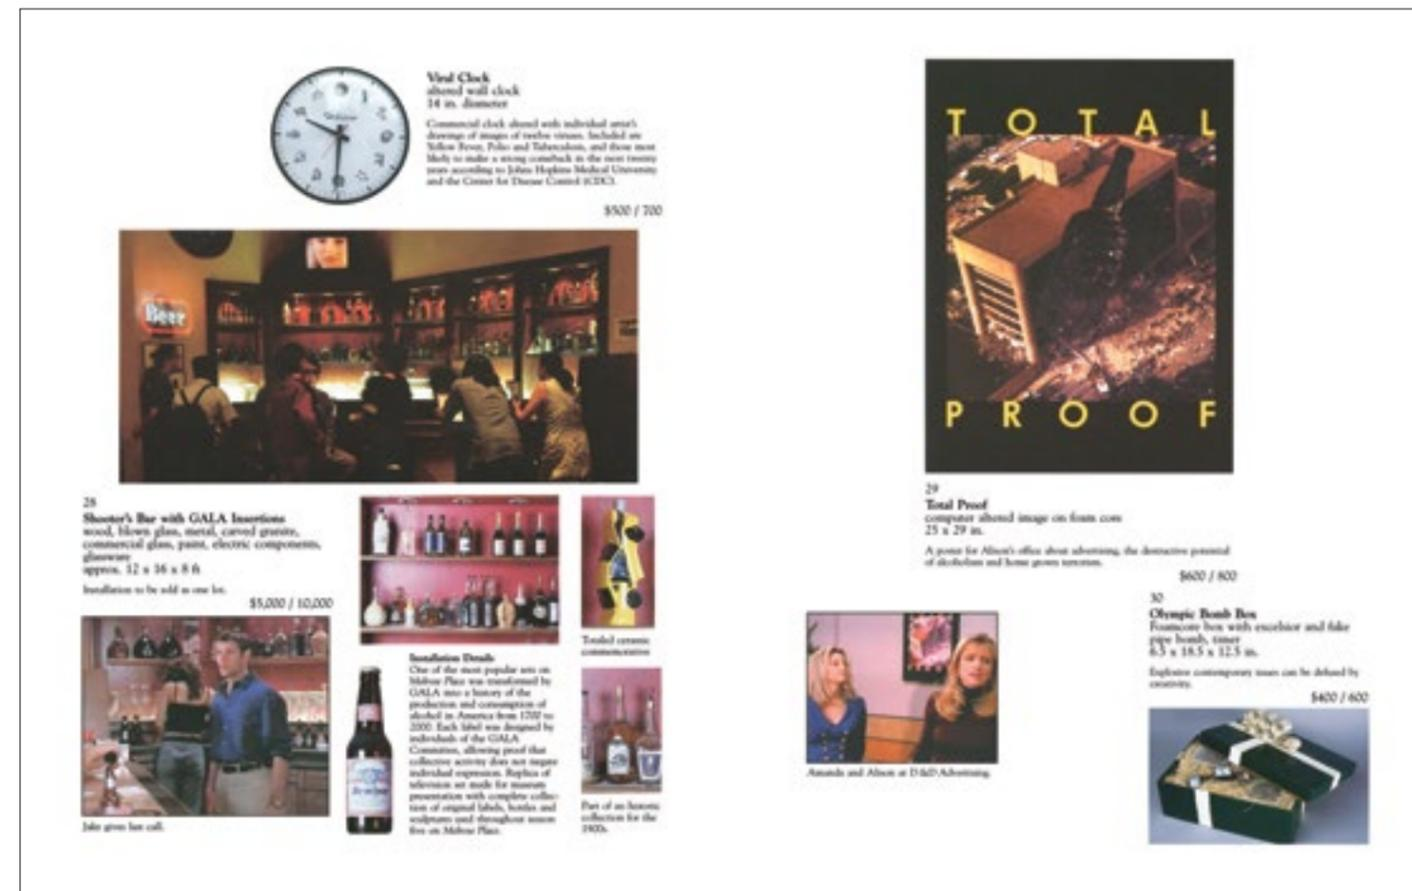 Viral Clock
altered wall clock
14 in. diameter
Commercial clock altered with individual artist's
drawings of images of twelve viruses. Included are
Yellow Fever, Polio and Tuberculosis, and those most
likely to make a strong comeback in the next twenty
years according to Johns Hopkins Medical University
and the Center for Disease Control (CDC).
$500 / 700
Beer
28
Shooter's Bar with GALA Insertions
wood, blown glass, metal, carved granite,
commercial glass, paint, electric components,
glassware
approx. 12 x 16 x 8 ft
Installation to be sold as one lot.
$5,000 / 10,000
Jake gives last call.
Installation Details
One of the most popular sets on
Melrose Place was transformed by
GALA into a history of the
production and consumption of
alcohol in America from 1700 to
2000. Each label was designed by
individuals of the GALA
Committee, allowing proof that
collective activity does not negate
individual expression. Replica of
television set made for museum
presentation with complete collec-
tion of original labels, bottles and
sculptures used throughout season
five on Melrose Place.
Totaled ceramic
commemorative
Part of an historic
collection for the
1800s.
TOTAL
PROOF
29
Total Proof
computer altered image on foam core
25 x 29 in.
A poster for Alison's office about advertising, the destructive potential
of alcoholism and home grown terrorism.
$600 / 800
Amanda and Alison at D&D Advertising.
30
Olympic Bomb Box
Foamcore box with excelsior and fake
pipe bomb, timer
6.5 x 18.5 x 12.5 in.
Explosive contemporary issues can be defused by
creativity.
$400 / 600